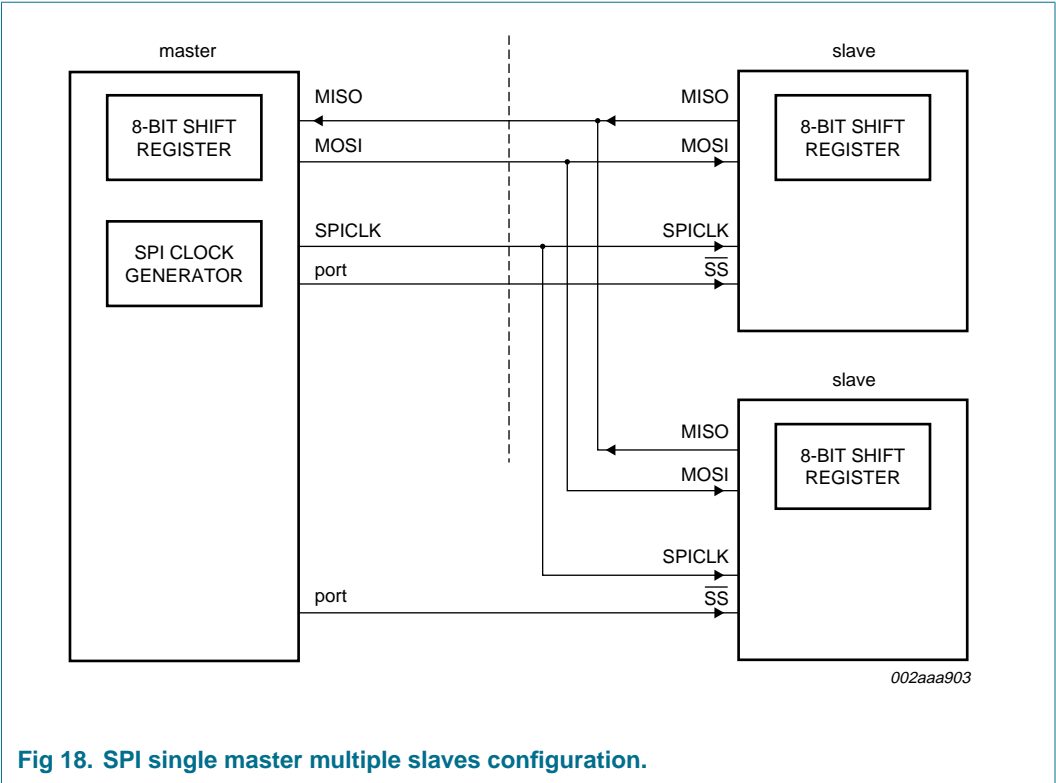 master
slave
8-BIT SHIFT
REGISTER
SPI CLOCK
GENERATOR
MISO
MOSI
SPICLK
port
MISO
MOSI
SPICLK
SS
8-BIT SHIFT
REGISTER
slave
MISO
MOSI
SPICLK
SS
8-BIT SHIFT
REGISTER
port
002aaa903
Fig 18. SPI single master multiple slaves configuration.